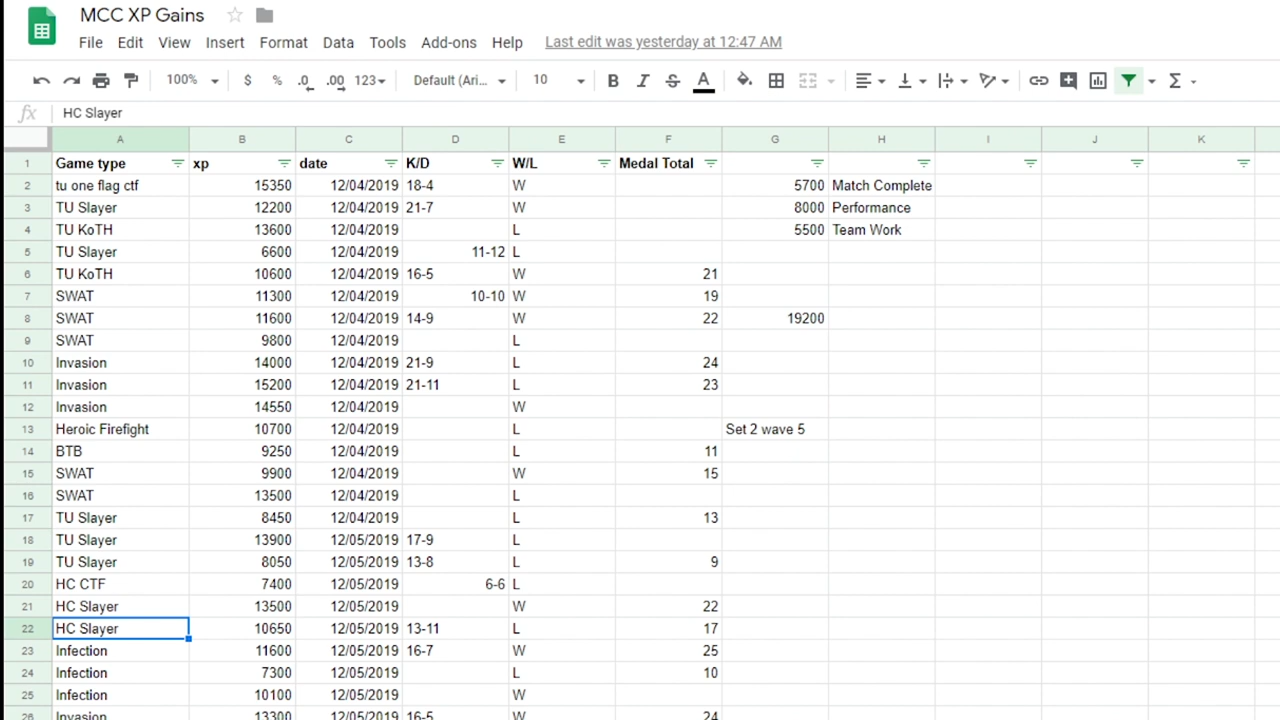 MCC XP Gains
File Edit View Insert Format Data Tools Add-ons Help Last edit was yesterday at 12:47 AM
100% $ % .0 .00 123 Default (Ari... 10 B I S A Σ
fx HC Slayer
A B C D E F G H I J K
1 Game type xp date K/D W/L Medal Total
2 tu one flag ctf 15350 12/04/2019 18-4 W 5700 Match Complete
3 TU Slayer 12200 12/04/2019 21-7 W 8000 Performance
4 TU KoTH 13600 12/04/2019 L 5500 Team Work
5 TU Slayer 6600 12/04/2019 11-12 L
6 TU KoTH 10600 12/04/2019 16-5 W 21
7 SWAT 11300 12/04/2019 10-10 W 19
8 SWAT 11600 12/04/2019 14-9 W 22 19200
9 SWAT 9800 12/04/2019 L
10 Invasion 14000 12/04/2019 21-9 L 24
11 Invasion 15200 12/04/2019 21-11 L 23
12 Invasion 14550 12/04/2019 W
13 Heroic Firefight 10700 12/04/2019 L Set 2 wave 5
14 BTB 9250 12/04/2019 L 11
15 SWAT 9900 12/04/2019 W 15
16 SWAT 13500 12/04/2019 L
17 TU Slayer 8450 12/04/2019 L 13
18 TU Slayer 13900 12/05/2019 17-9 L
19 TU Slayer 8050 12/05/2019 13-8 L 9
20 HC CTF 7400 12/05/2019 6-6 L
21 HC Slayer 13500 12/05/2019 W 22
22 HC Slayer 10650 12/05/2019 13-11 L 17
23 Infection 11600 12/05/2019 16-7 W 25
24 Infection 7300 12/05/2019 L 10
25 Infection 10100 12/05/2019 W
26 Invasion 13300 12/05/2019 16-5 W 24